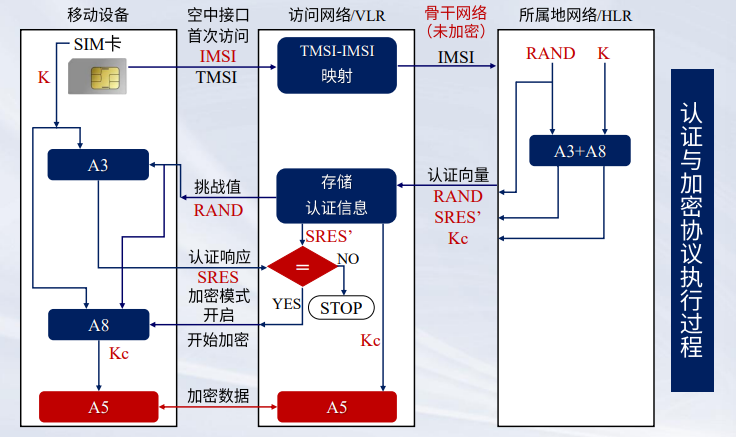 移动设备
空中接口
首次访问
IMSI
TMSI
访问网络/VLR
骨干网络
（未加密）
IMSI
所属地网络/HLR
SIM卡
K
TMSI-IMSI
映射
RAND
K
A3+A8
A3
挑战值
RAND
存储
认证信息
认证向量
RAND
SRES’
Kc
SRES’
认证响应
SRES
=
NO
YES
STOP
加密模式
开启
开始加密
A8
Kc
Kc
A5
加密数据
A5
认证与加密协议执行过程